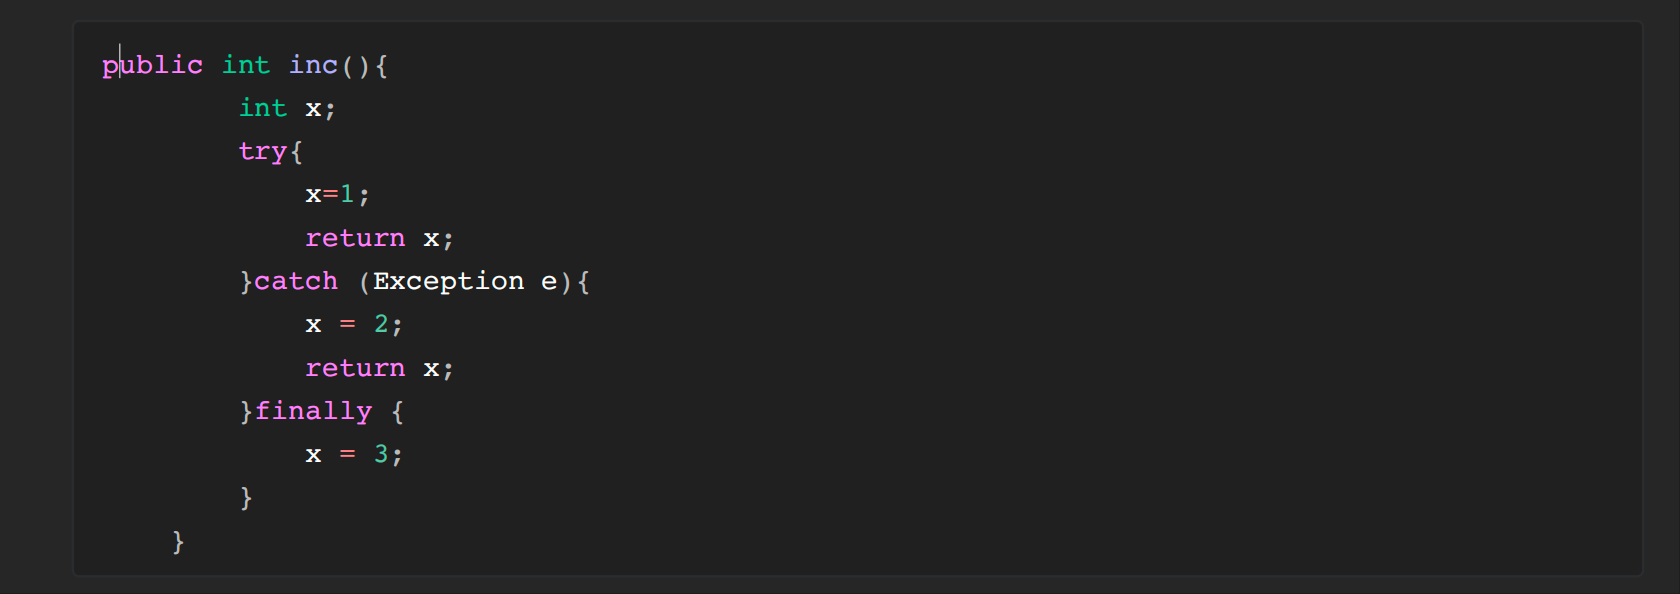 public int inc(){
int x;
try{
x=1;
return x;
}catch (Exception e){
x = 2;
return x;
}finally {
x = 3;
}
}